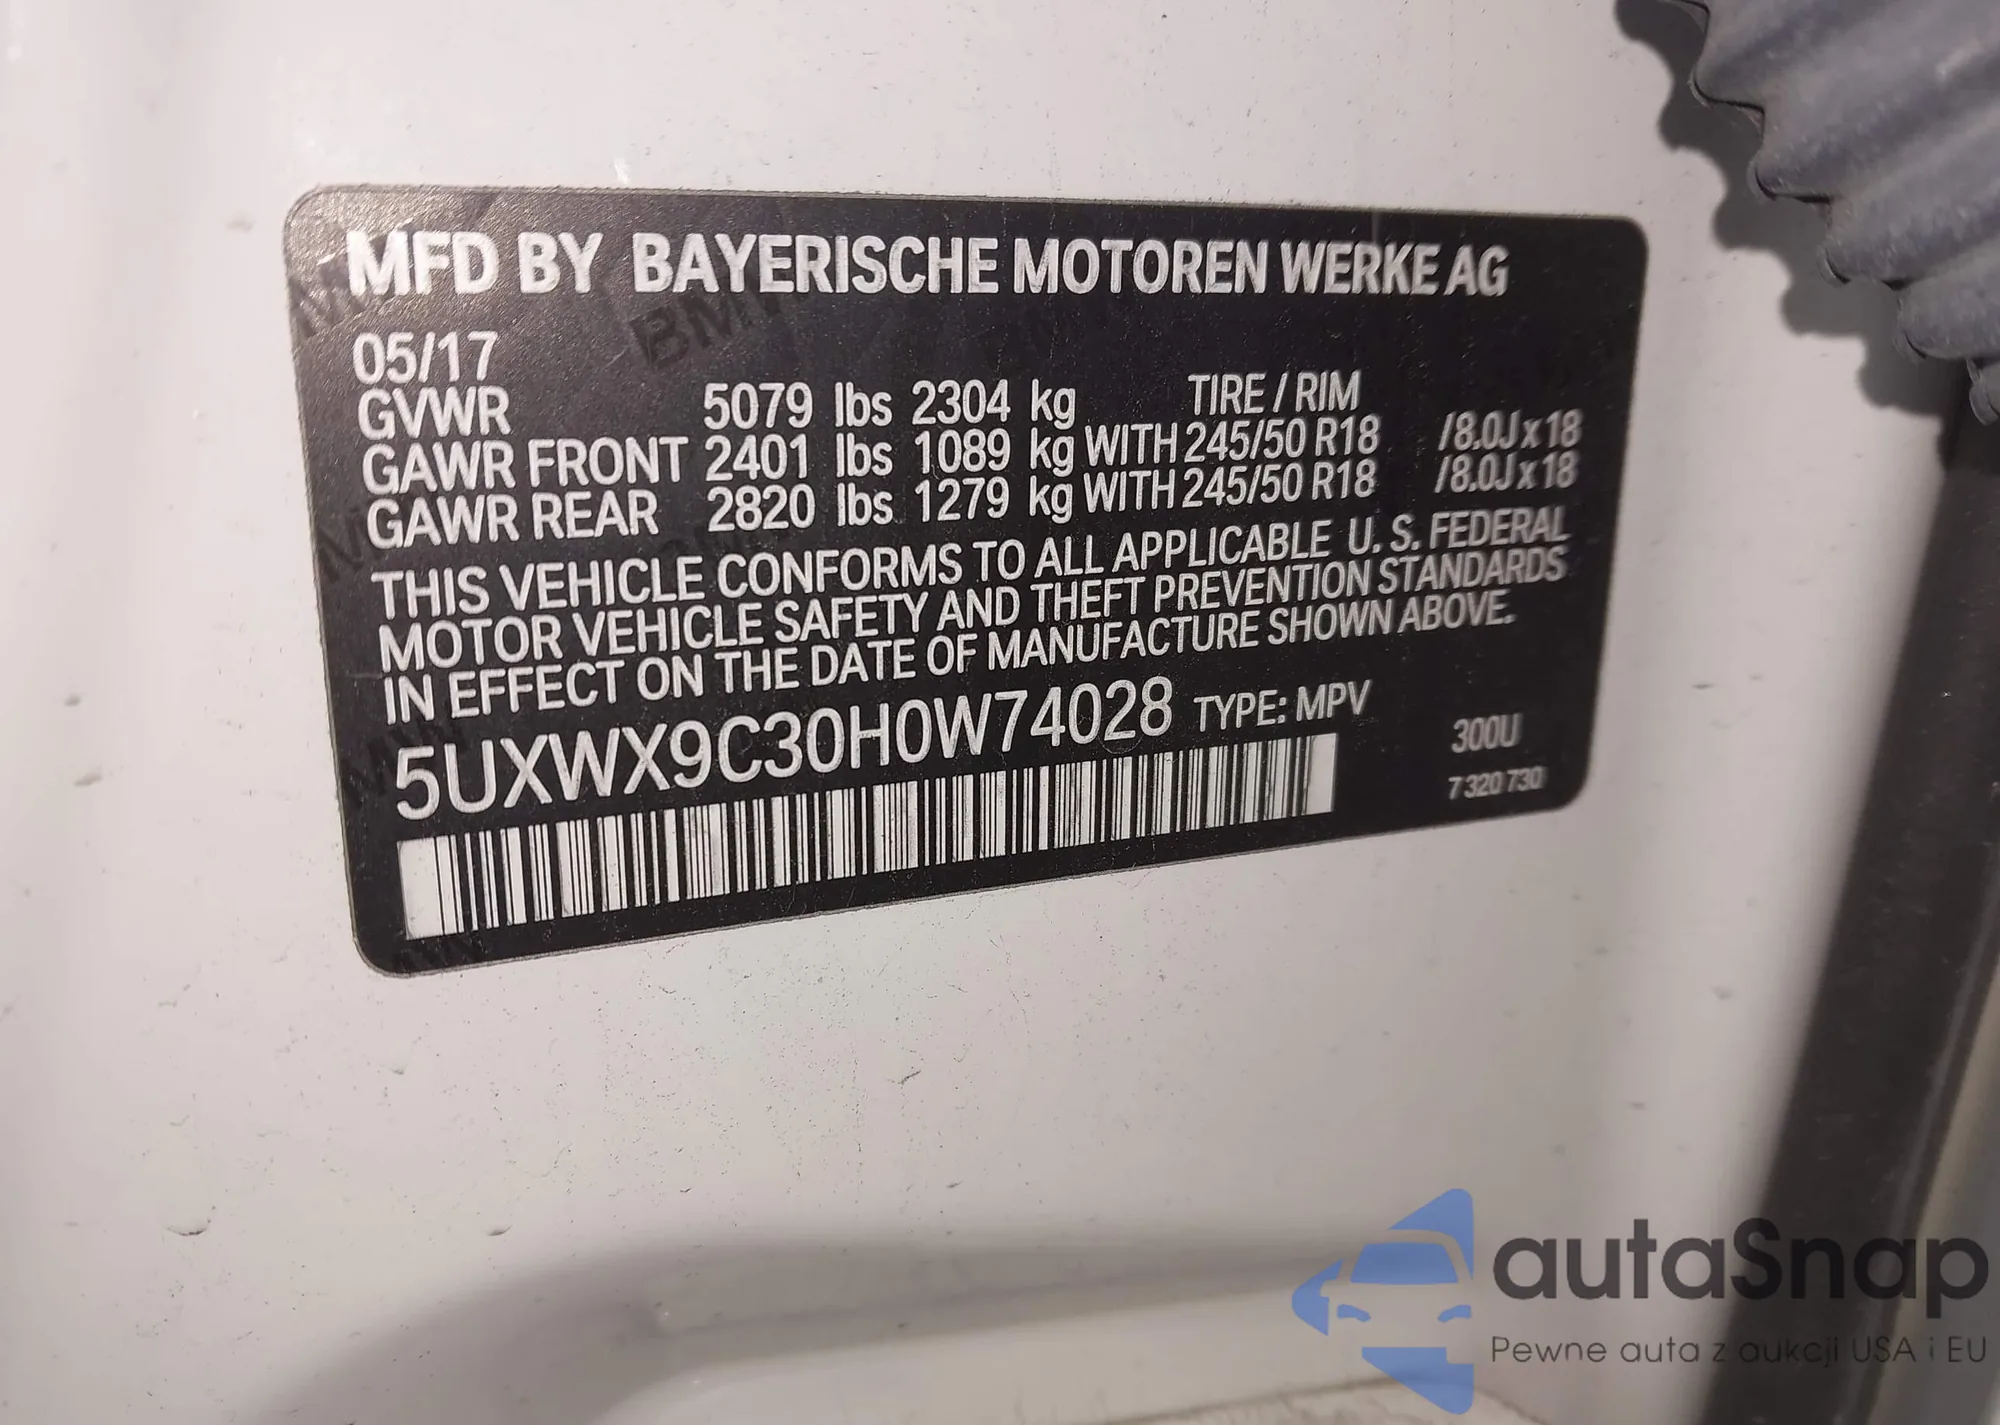 MFD BY BAYERISCHE MOTOREN WERKE AG
05/17
GVWR 5079 lbs 2304 kg TIRE / RIM
GAWR FRONT 2401 lbs 1089 kg WITH 245/50 R18 /8.0J x 18
GAWR REAR 2820 lbs 1279 kg WITH 245/50 R18 /8.0J x 18
THIS VEHICLE CONFORMS TO ALL APPLICABLE U. S. FEDERAL
MOTOR VEHICLE SAFETY AND THEFT PREVENTION STANDARDS
IN EFFECT ON THE DATE OF MANUFACTURE SHOWN ABOVE.
5UXWX9C30H0W74028 TYPE: MPV
300U
7 320 730
autaSnap
Pewne auta z aukcji USA i EU